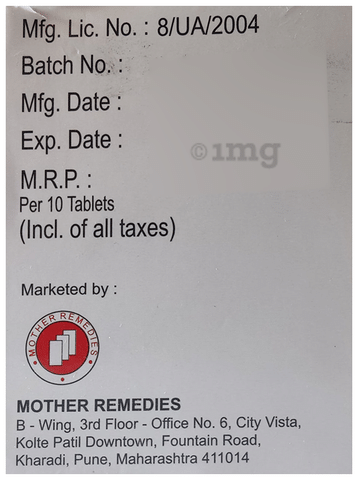 Mfg. Lic. No. : 8/UA/2004
Batch No. :
Mfg. Date :
Exp. Date :
©1mg
M.R.P. :
Per 10 Tablets
(Incl. of all taxes)
Marketed by :
MOTHER REMEDIES
MOTHER REMEDIES
B - Wing, 3rd Floor - Office No. 6, City Vista,
Kolte Patil Downtown, Fountain Road,
Kharadi, Pune, Maharashtra 411014